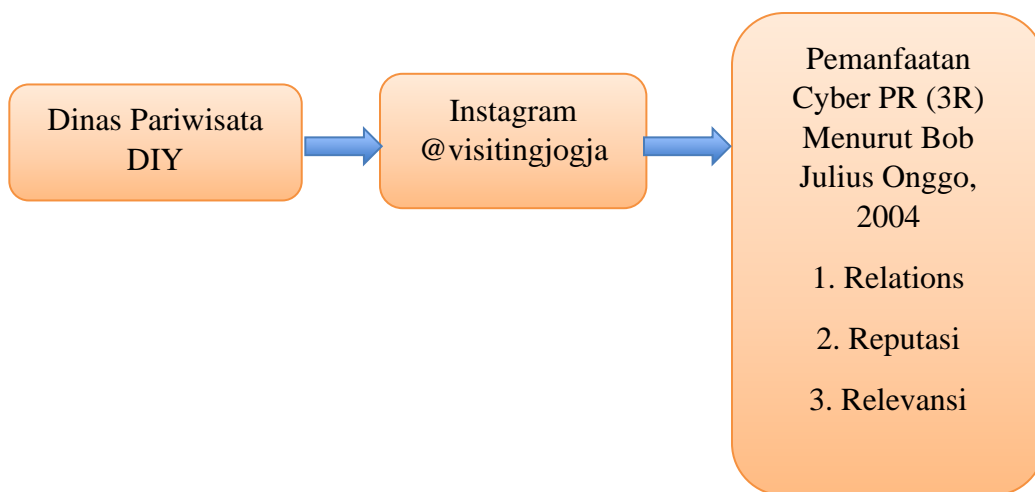 Dinas Pariwisata
DIY
Instagram
@visitingjogja
Pemanfaatan
Cyber PR (3R)
Menurut Bob
Julius Onggo,
2004
1. Relations
2. Reputasi
3. Relevansi